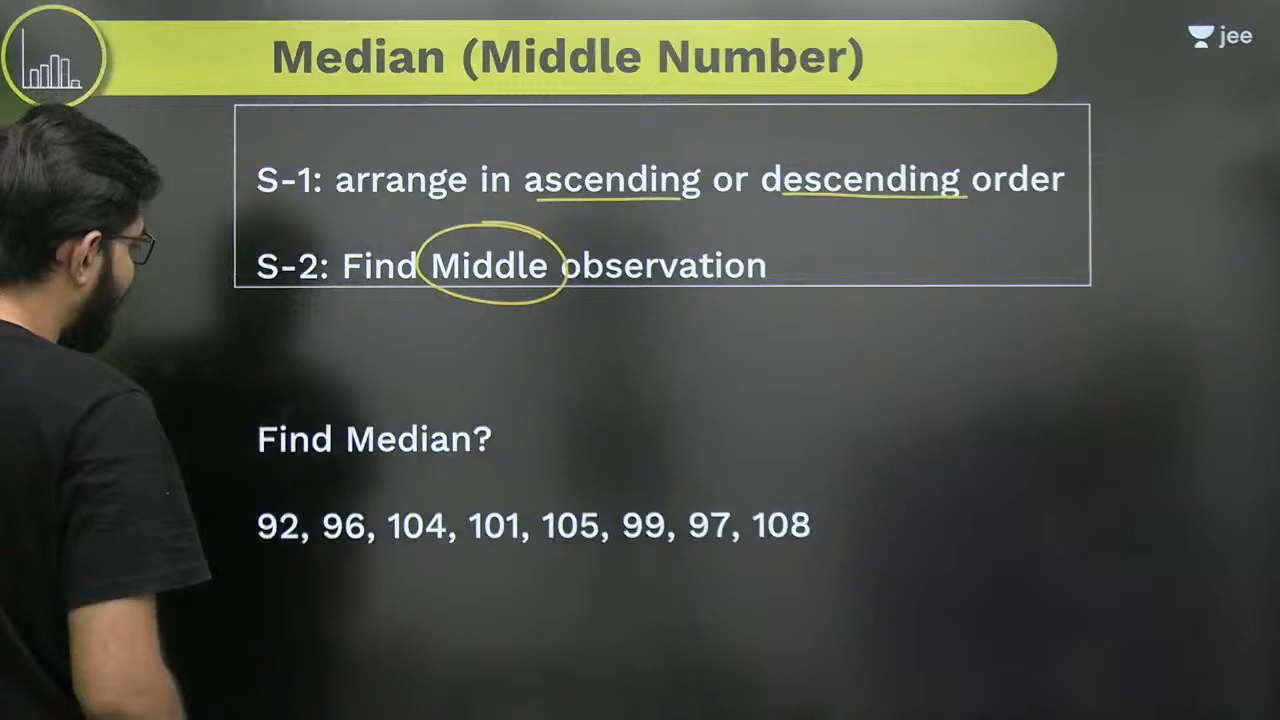 Median (Middle Number)
jee
S-1: arrange in ascending or descending order
S-2: Find Middle observation
Find Median?
92, 96, 104, 101, 105, 99, 97, 108